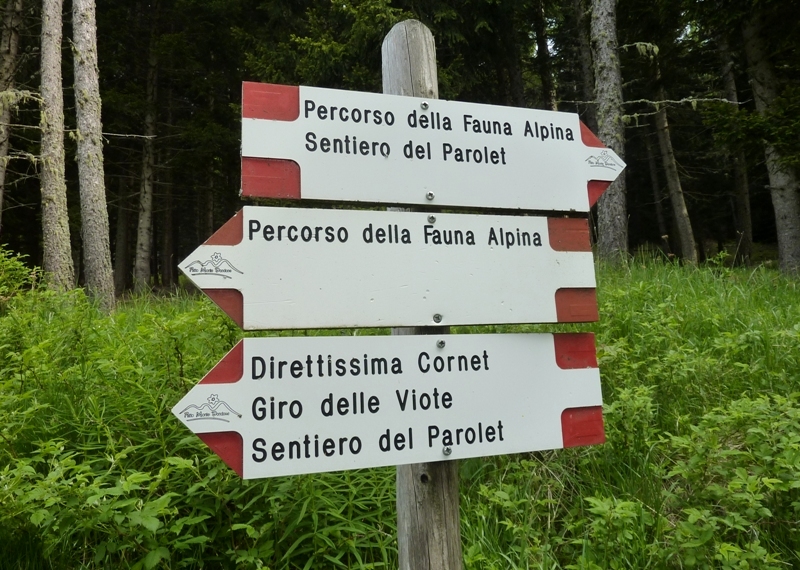 Percorso della Fauna Alpina
Sentiero del Parolet
Percorso della Fauna Alpina
Direttissima Cornet
Giro delle Viote
Sentiero del Parolet